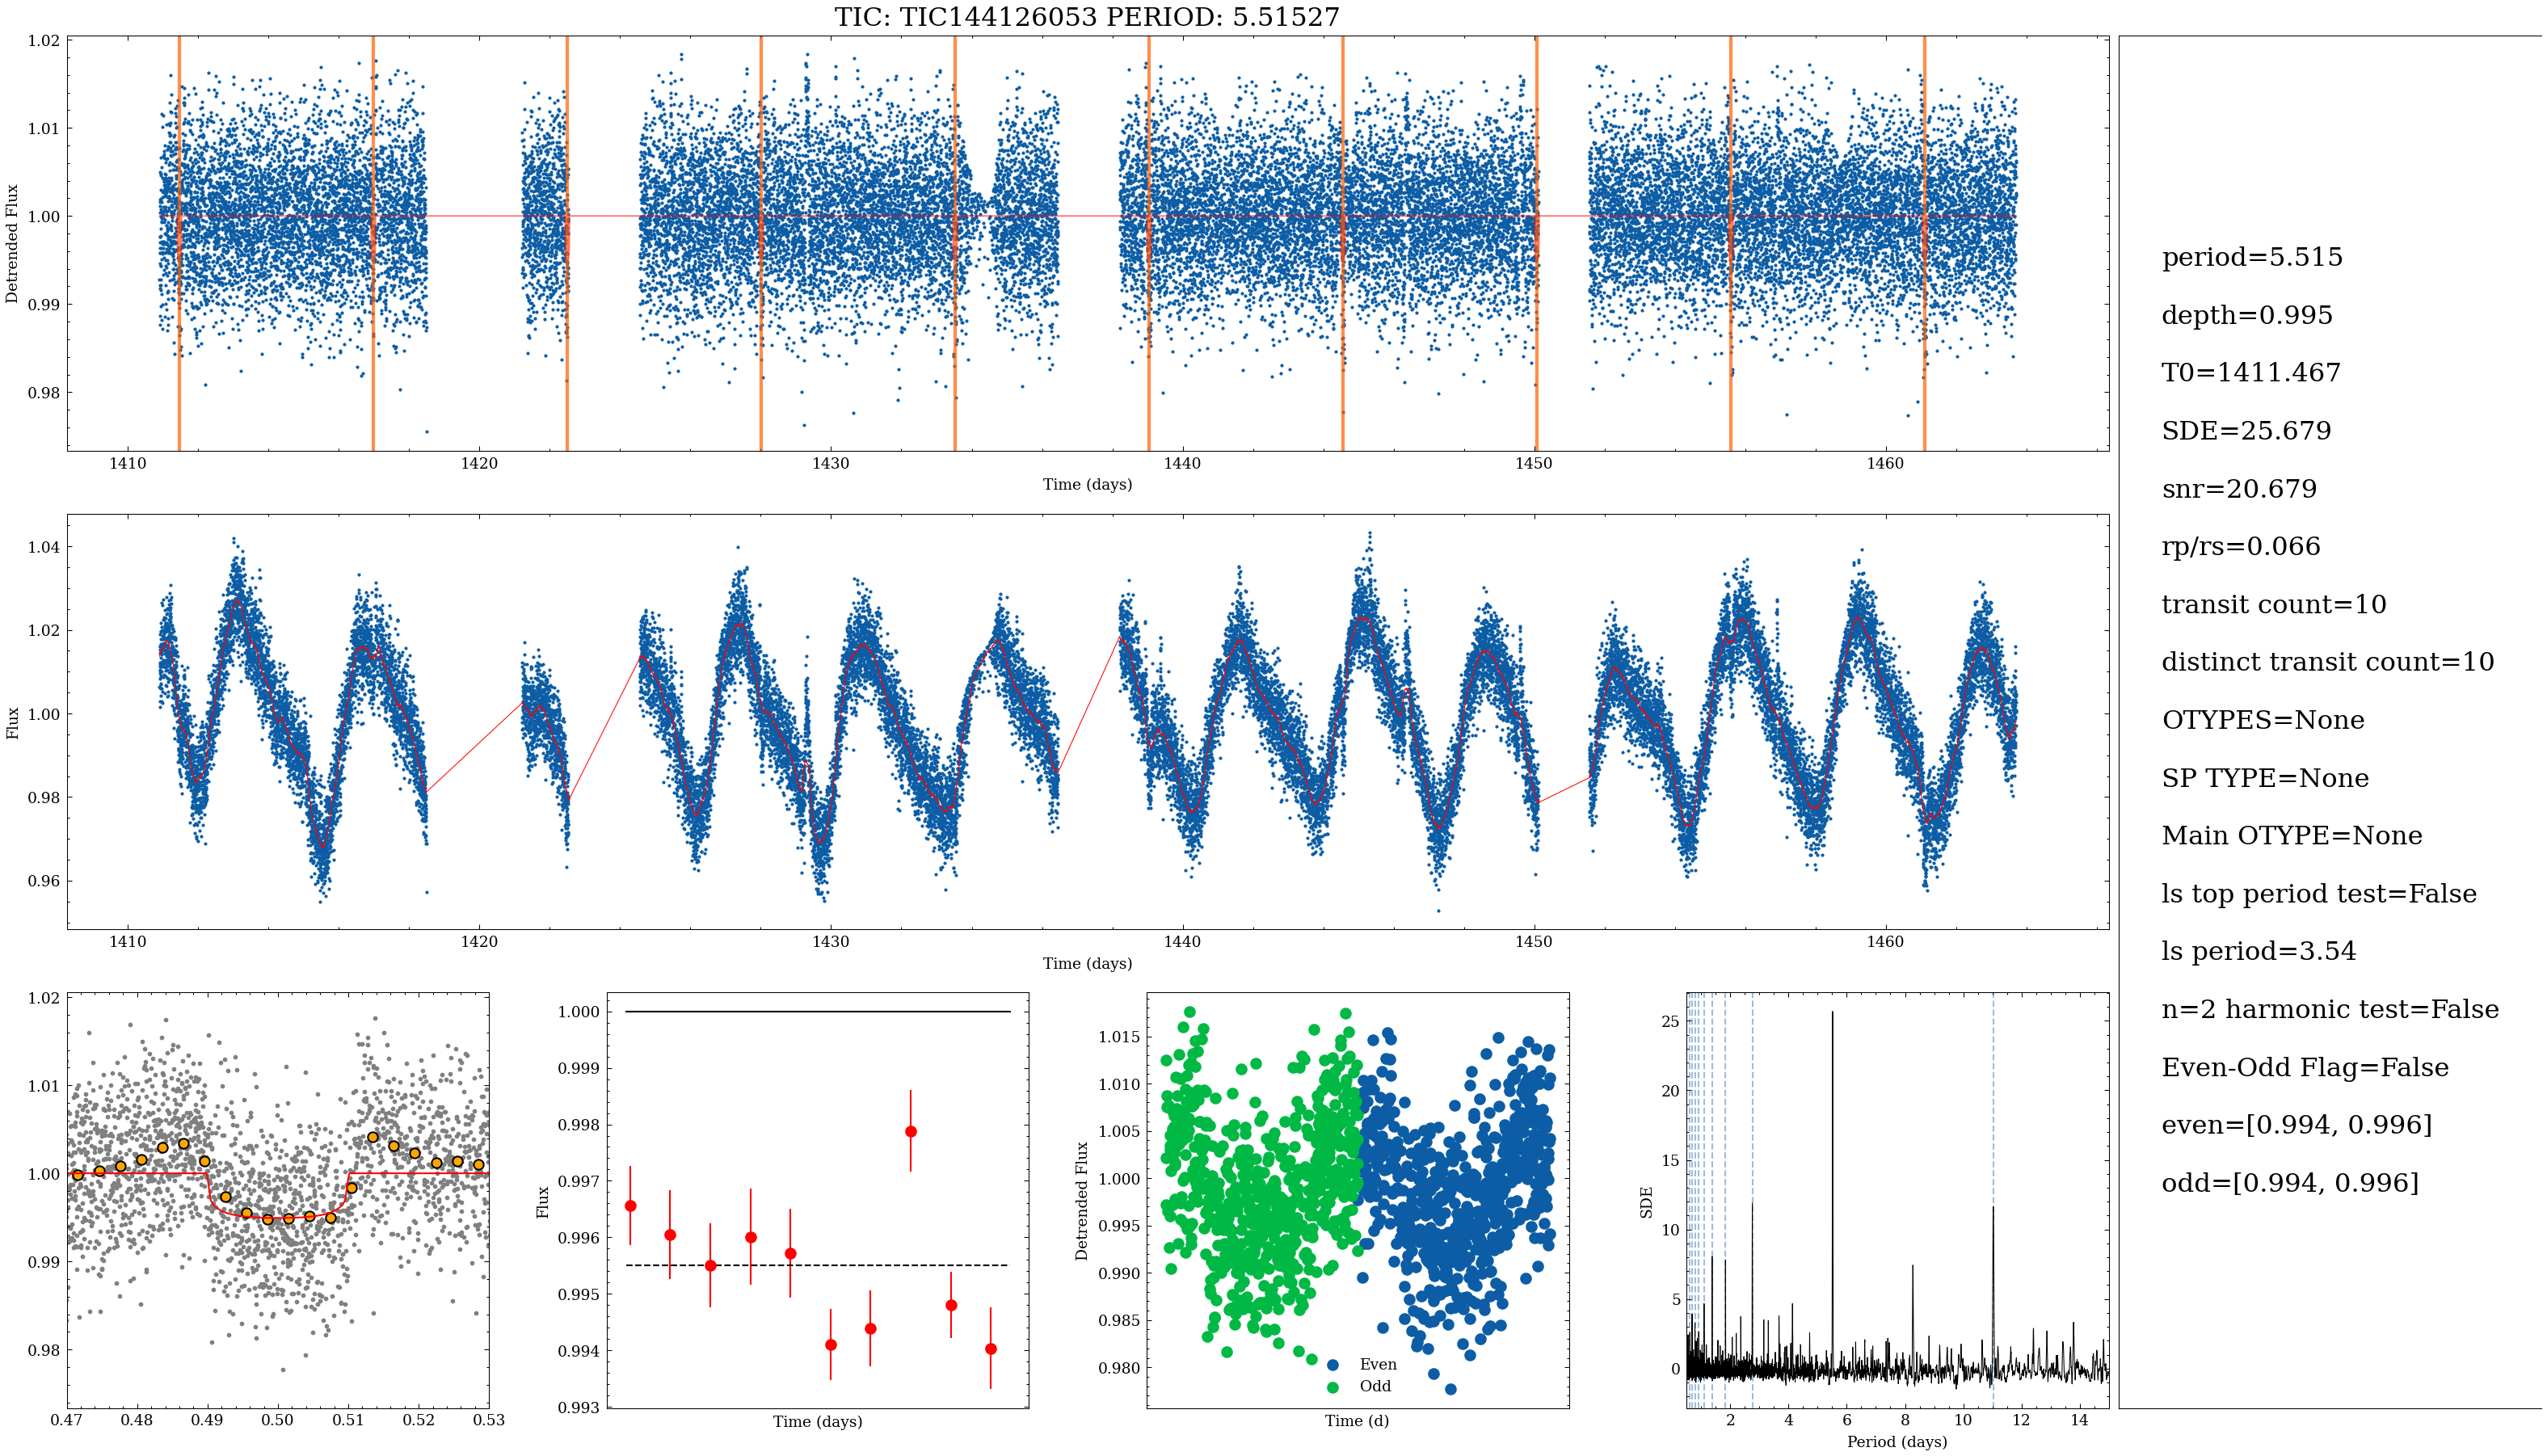 TIC: TIC144126053 PERIOD: 5.51527
1.02
1.01
1.00
0.99
0.98
Detrended Flux
1410
1420
1430
1440
1450
1460
Time (days)
1.04
1.02
1.00
0.98
0.96
Flux
1410
1420
1430
1440
1450
1460
Time (days)
1.02
1.01
1.00
0.99
0.98
0.47
0.48
0.49
0.50
0.51
0.52
0.53
1.000
0.999
0.998
0.997
0.996
0.995
0.994
0.993
Flux
Time (days)
1.015
1.010
1.005
1.000
0.995
0.990
0.985
0.980
Detrended Flux
Even
Odd
Time (d)
25
20
15
10
5
0
SDE
2
4
6
8
10
12
14
Period (days)
period=5.515
depth=0.995
T0=1411.467
SDE=25.679
snr=20.679
rp/rs=0.066
transit count=10
distinct transit count=10
OTYPES=None
SP TYPE=None
Main OTYPE=None
ls top period test=False
ls period=3.54
n=2 harmonic test=False
Even-Odd Flag=False
even=[0.994, 0.996]
odd=[0.994, 0.996]